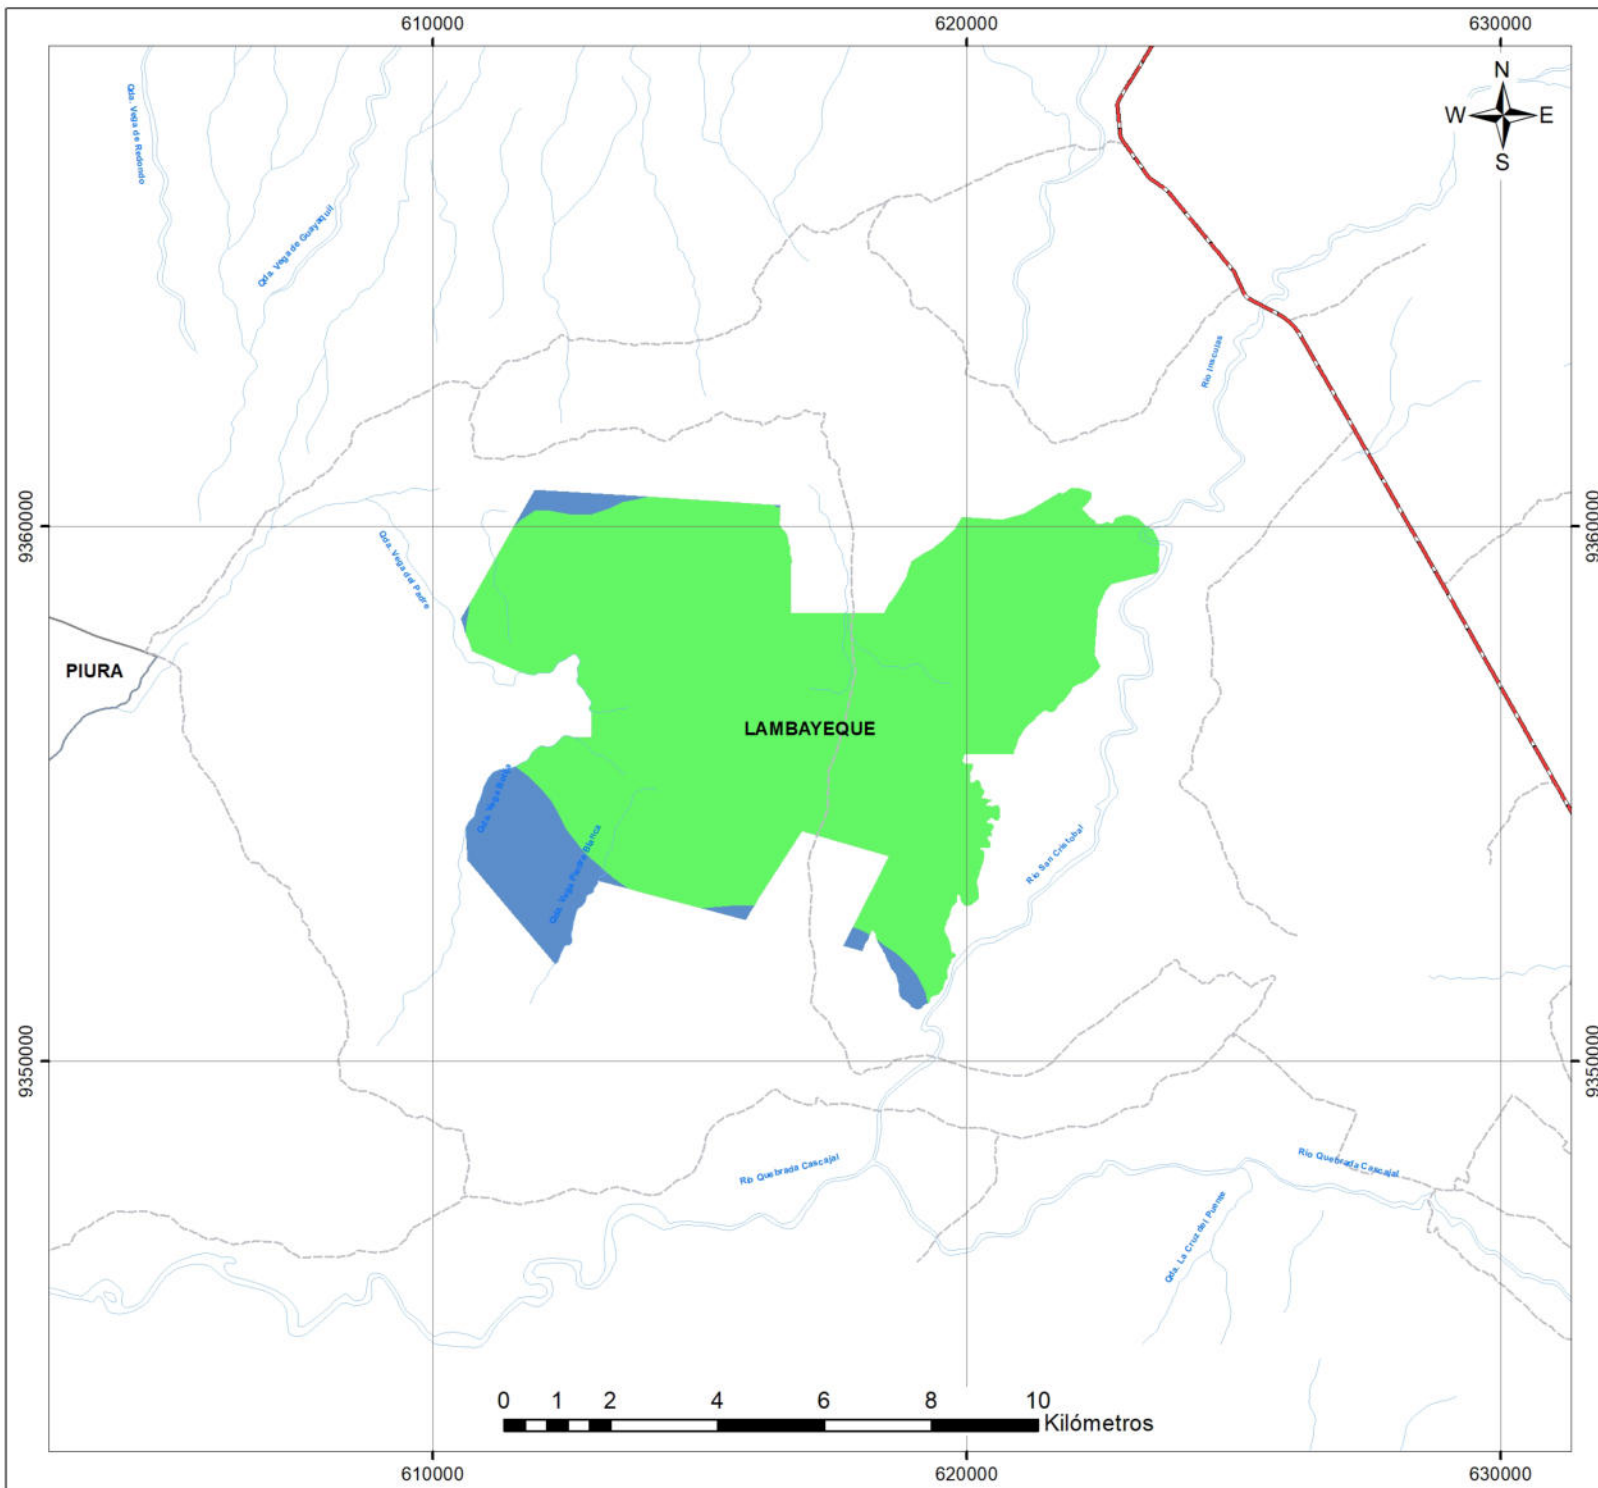 610000
620000
630000
N
W
E
S
Qda. Vega de Redondo
Qda. Vega de Guayaquil
Río Insculas
9360000
9360000
Qda. Vega del Padre
PIURA
LAMBAYEQUE
Qda. Vega Piedra Blanca
Río San Cristobal
9350000
9350000
Río Quebrada Cascajal
Río Quebrada Cascajal
Qda. La Cruz del Puente
0
1
2
4
6
8
10
Kilómetros
610000
620000
630000